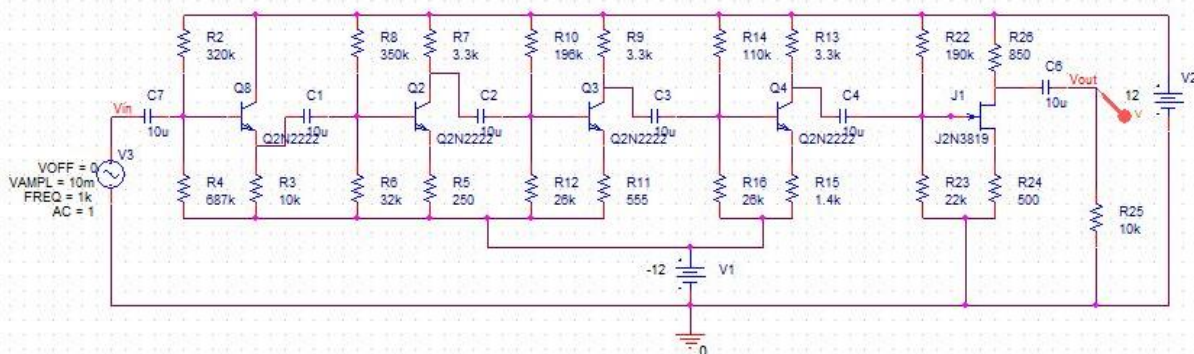 R2
320k
R8
350k
R7
3.3k
R10
196k
R9
3.3k
R14
110k
R13
3.3k
R22
190k
R26
850
C7
10u
Vin
Q8
Q2N2222
C1
10u
Q2
Q2N2222
C2
10u
Q3
Q2N2222
C3
10u
Q4
Q2N2222
C4
10u
J1
J2N3819
C6
10u
Vout
V
12
V2
V3
VOFF = 0
VAMPL = 10m
FREQ = 1k
AC = 1
R4
687k
R3
10k
R6
32k
R5
250
R12
26k
R11
555
R16
26k
R15
1.4k
R23
22k
R24
500
R25
10k
-12
V1
0